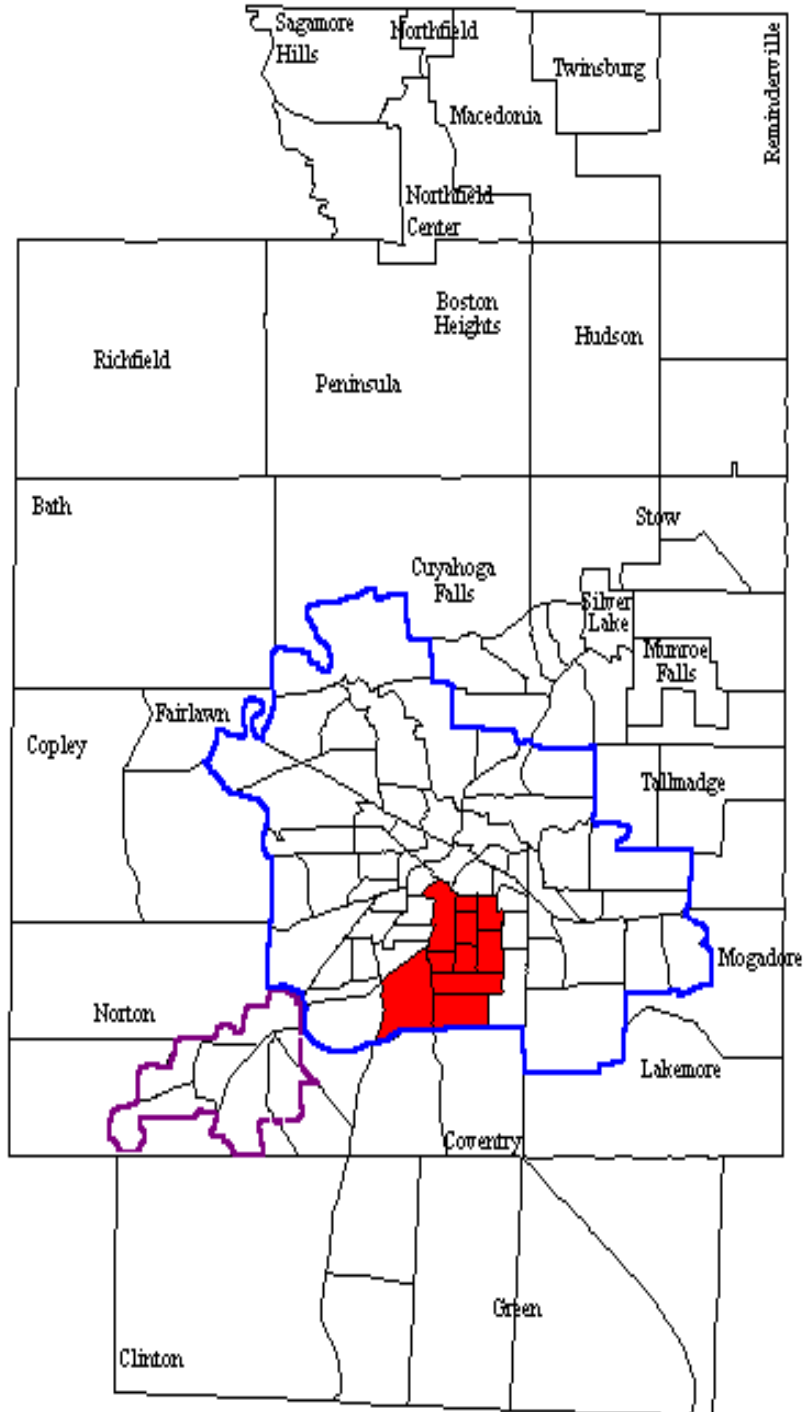 Sagamore
Hills
Northfield
Twinsburg
Reminderville
Macedonia
Northfield
Center
Boston
Heights
Hudson
Richfield
Peninsula
Bath
Stow
Cuyahoga
Falls
Silver
Lake
Munroe
Falls
Fairlawn
Copley
Tallmadge
Mogadore
Norton
Lakemore
Coventry
Green
Clinton